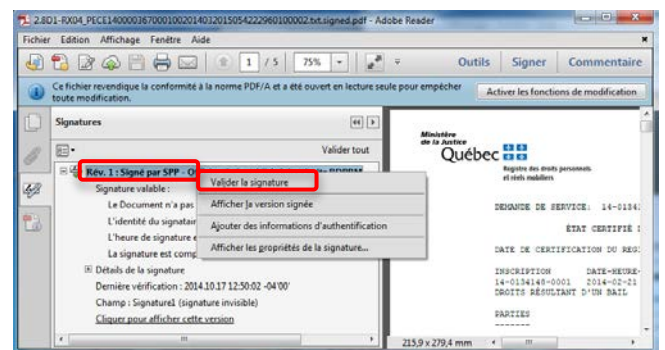 2.8D1-RX04_PECE140000367000100201403201505422296010002.txt.signed.pdf - Adobe Reader
Fichier Edition Affichage Fenêtre Aide
1 / 5 75% Outils Signer Commentaire
Ce fichier revendique la conformité à la norme PDF/A et a été ouvert en lecture seule pour empêcher
toute modification.
Activer les fonctions de modification
Signatures
Valider tout
Rév. 1 : Signé par SPP - O
Valider la signature
Signature valable :
Afficher la version signée
Le Document n'a pas
Ajouter des informations d'authentification
L'identité du signatair
L'heure de signature e
Afficher les propriétés de la signature...
La signature est comp
Détails de la signature
Dernière vérification : 2014.10.17 12:50:02 -04'00'
Champ : Signature1 (signature invisible)
Cliquer pour afficher cette version
Ministère
de la Justice
Québec
Registre des droits personnels
et réels mobiliers
DEMANDE DE SERVICE: 14-0134
ÉTAT CERTIFIÉ
DATE DE CERTIFICATION DU REG
INSCRIPTION DATE-HEURE-
14-0134148-0001 2014-02-21
DROITS RÉSULTANT D'UN BAIL
PARTIES
-------
215,9 x 279,4 mm